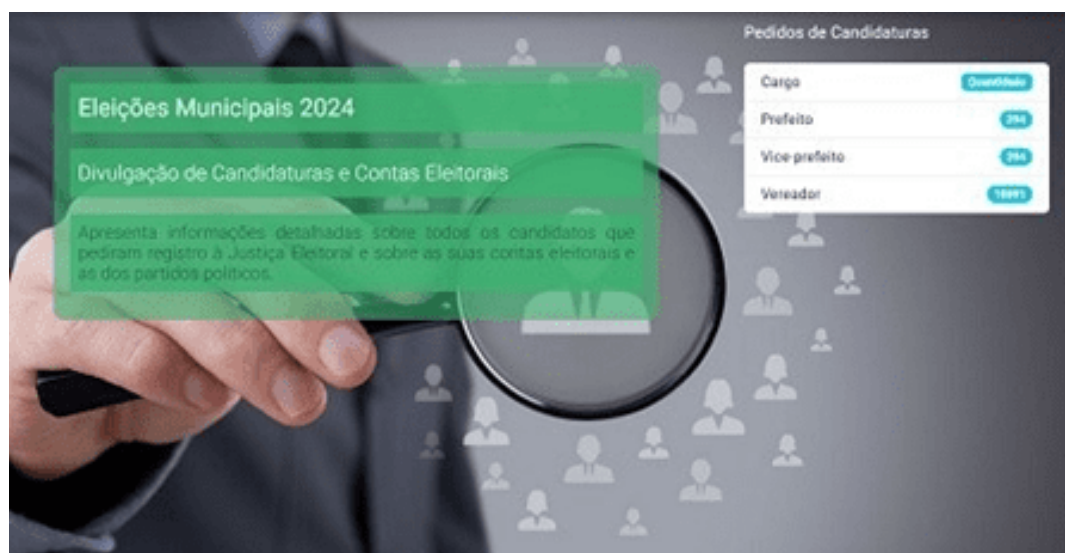 Eleições Municipais 2024
Divulgação de Candidaturas e Contas Eleitorais
Apresenta informações detalhadas sobre todos os candidatos que
pediram registro à Justiça Eleitoral e sobre as suas contas eleitorais e
as dos partidos políticos.
Pedidos de Candidaturas
Cargo Quantidade
Prefeito 294
Vice-prefeito 294
Vereador